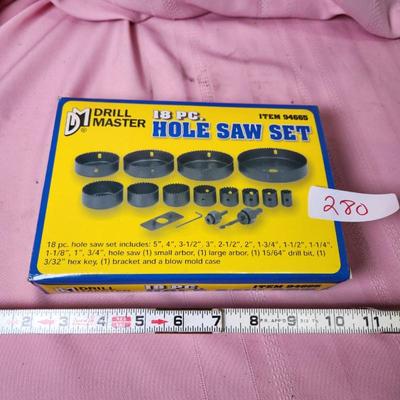 DM® DRILL MASTER
18 PC.
HOLE SAW SET
ITEM 94665
280
18 pc. hole saw set includes: 5", 4", 3-1/2", 3", 2-1/2", 2", 1-3/4", 1-1/2", 1-1/4",
1-1/8", 1", 3/4", hole saw (1) small arbor, (1) large arbor, (1) 15/64" drill bit, (1)
3/32" hex key, (1) bracket and a blow mold case
DRILL
18 PC.
ITEM 94665
2 3 4 5 6 7 8 9 10 11